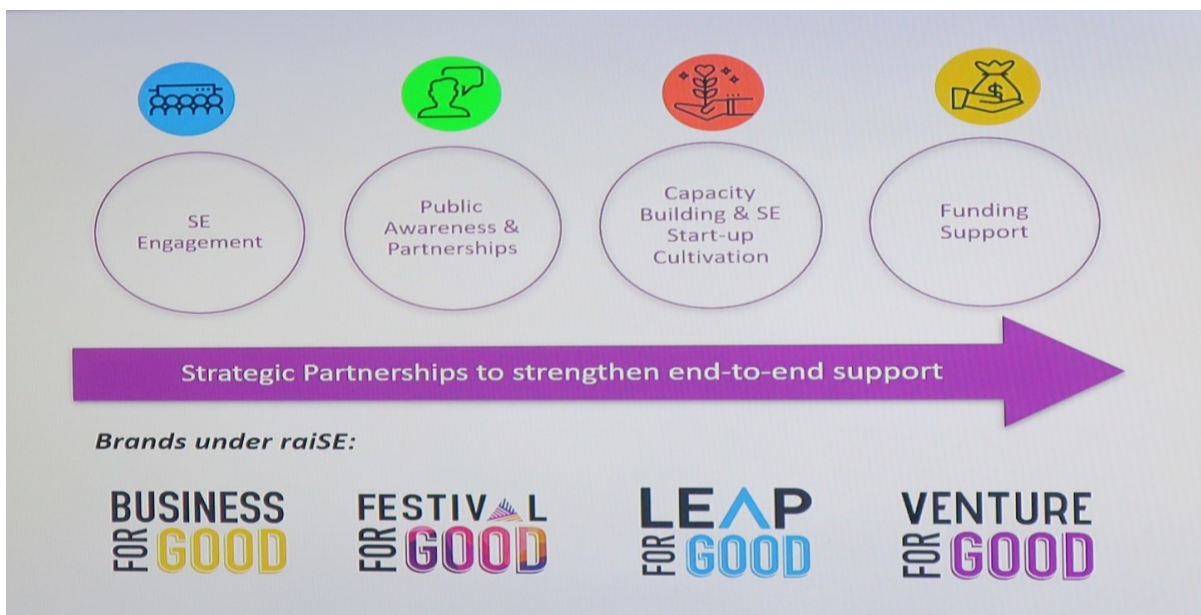 SE
Engagement
Public
Awareness &
Partnerships
Capacity
Building & SE
Start-up
Cultivation
Funding
Support
Strategic Partnerships to strengthen end-to-end support
Brands under raiSE:
BUSINESS
FOR GOOD
FESTIVAL
FOR GOOD
LEAP
FOR GOOD
VENTURE
FOR GOOD